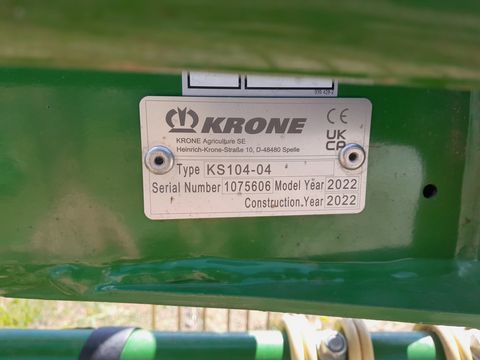 KRONE
KRONE Agriculture SE
Heinrich-Krone-Straße 10, D-48480 Spelle
CE
UK
CA
Type KS104-04
Serial Number 1075606 Model Year 2022
Construction.Year 2022